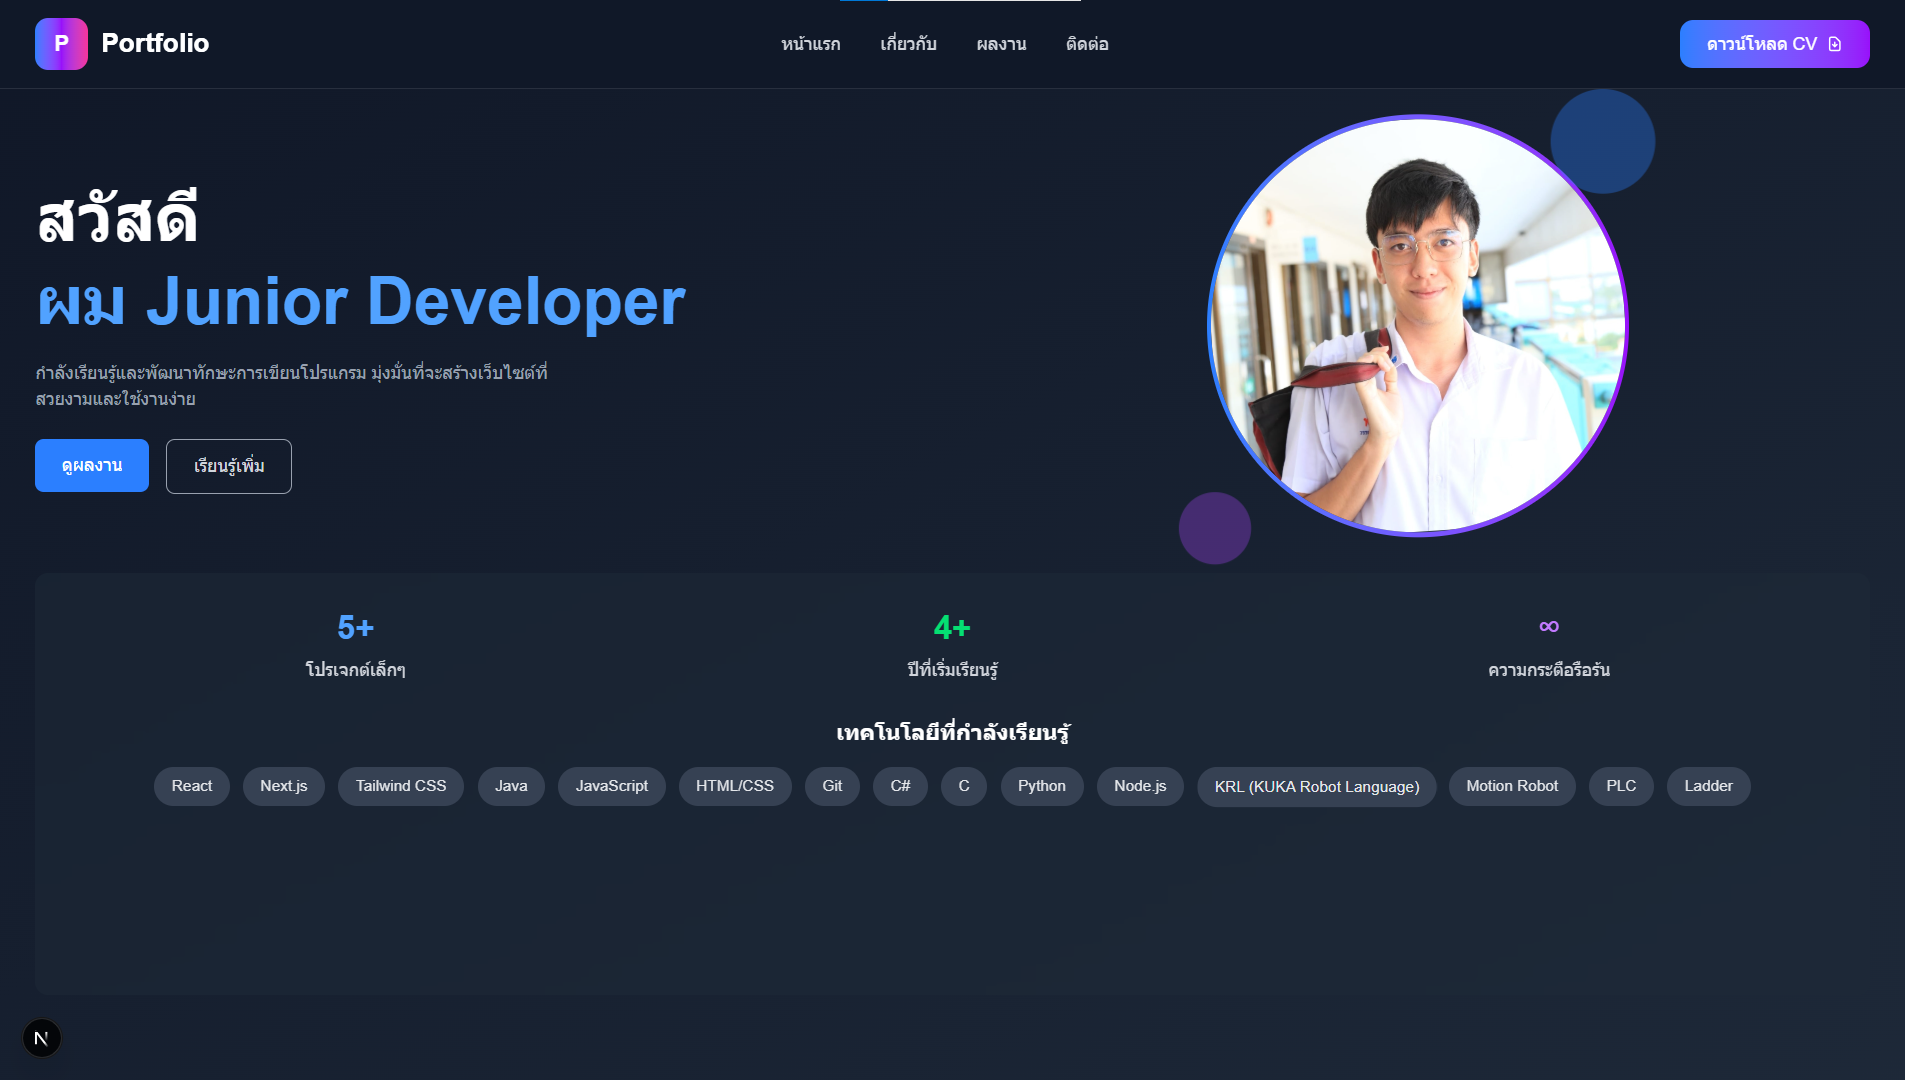 P Portfolio
หน้าแรก เกี่ยวกับ ผลงาน ติดต่อ
ดาวน์โหลด CV
สวัสดี
ผม Junior Developer
กำลังเรียนรู้และพัฒนาทักษะการเขียนโปรแกรม มุ่งมั่นที่จะสร้างเว็บไซต์ที่
สวยงามและใช้งานง่าย
ดูผลงาน เรียนรู้เพิ่ม
5+ 4+ ∞
โปรเจกต์เล็กๆ ปีที่เริ่มเรียนรู้ ความกระตือรือร้น
เทคโนโลยีที่กำลังเรียนรู้
React Next.js Tailwind CSS Java JavaScript HTML/CSS Git C# C Python Node.js KRL (KUKA Robot Language) Motion Robot PLC Ladder
N